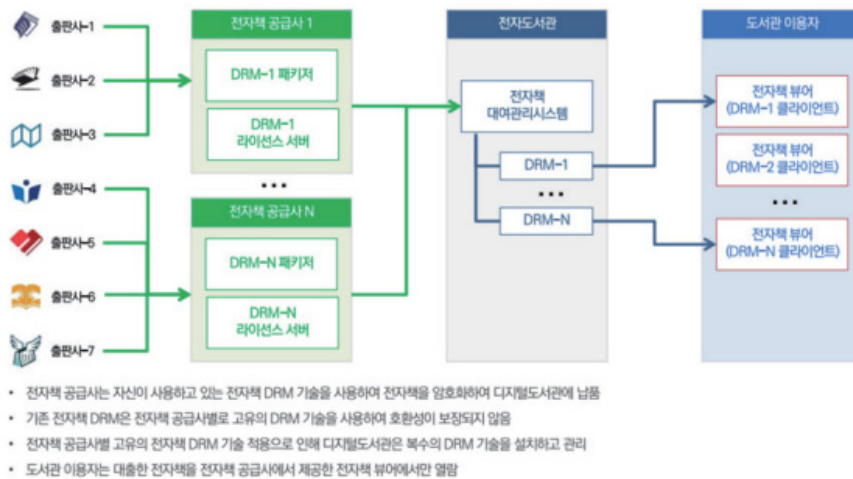 출판사-1
출판사-2
출판사-3
출판사-4
출판사-5
출판사-6
출판사-7
전자책 공급사 1
DRM-1 패키저
DRM-1
라이선스 서버
...
전자책 공급사 N
DRM-N 패키저
DRM-N
라이선스 서버
전자도서관
전자책
대여관리시스템
DRM-1
...
DRM-N
도서관 이용자
전자책 뷰어
(DRM-1 클라이언트)
전자책 뷰어
(DRM-2 클라이언트)
...
전자책 뷰어
(DRM-N 클라이언트)
• 전자책 공급사는 자신이 사용하고 있는 전자책 DRM 기술을 사용하여 전자책을 암호화하여 디지털도서관에 납품
• 기존 전자책 DRM은 전자책 공급사별로 고유의 DRM 기술을 사용하여 호환성이 보장되지 않음
• 전자책 공급사별 고유의 전자책 DRM 기술 적용으로 인해 디지털도서관은 복수의 DRM 기술을 설치하고 관리
• 도서관 이용자는 대출한 전자책을 전자책 공급사에서 제공한 전자책 뷰어에서만 열람